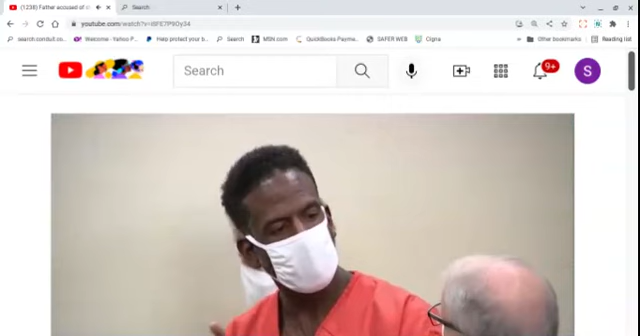 (1238) Father accused of
Search
youtube.com/watch?v=i6FE7P9Dy34
search.conduit.co...
Welcome - Yahoo P...
Help protect your b...
Search
MSN.com
QuickBooks Payme...
SAFER WEB
Cigna
Other bookmarks
Reading list
Search
9+
S